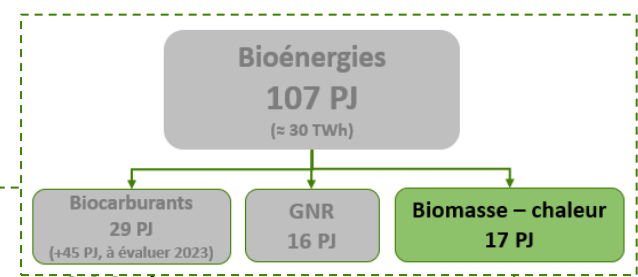 Bioénergies
107 PJ
(≈ 30 TWh)
Biocarburants
29 PJ
(+45 PJ, à évaluer 2023)
GNR
16 PJ
Biomasse – chaleur
17 PJ